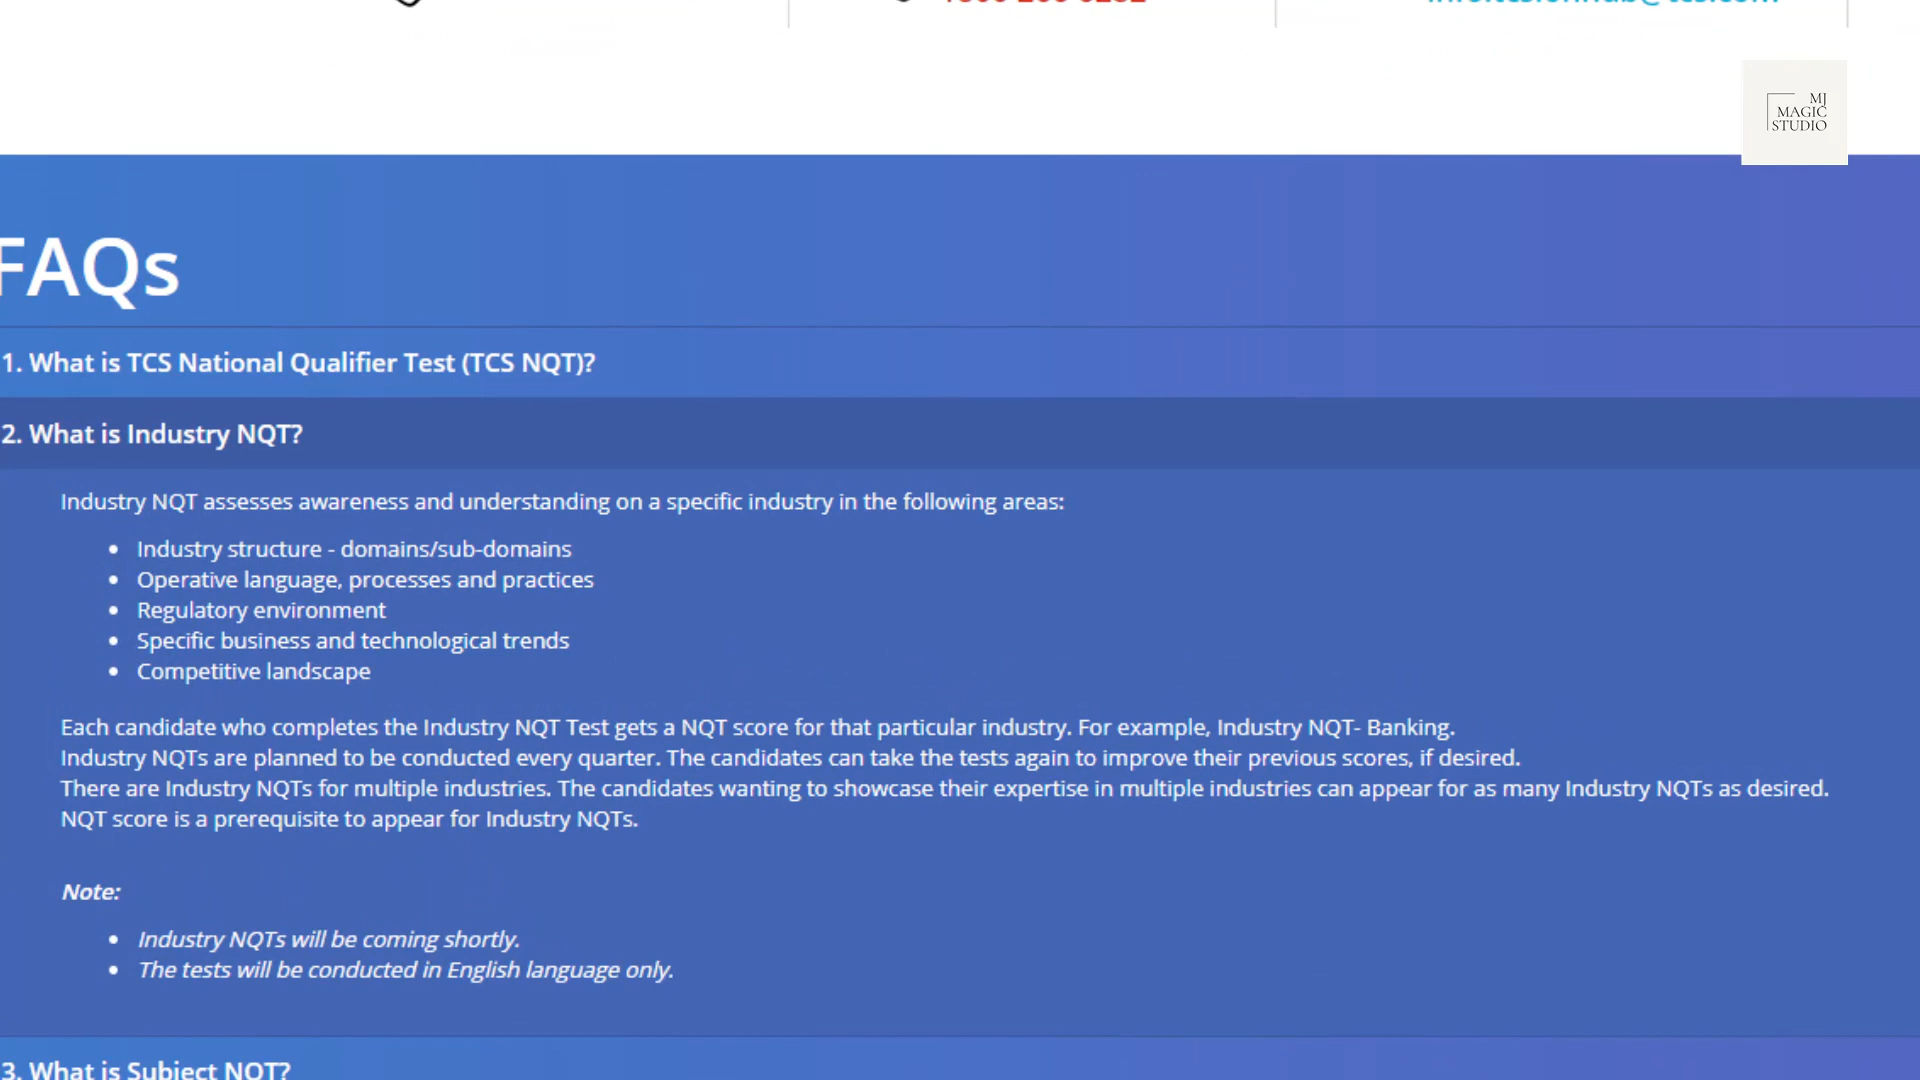 MJ
MAGIC
STUDIO
FAQs
1. What is TCS National Qualifier Test (TCS NQT)?
2. What is Industry NQT?
Industry NQT assesses awareness and understanding on a specific industry in the following areas:
• Industry structure - domains/sub-domains
• Operative language, processes and practices
• Regulatory environment
• Specific business and technological trends
• Competitive landscape
Each candidate who completes the Industry NQT Test gets a NQT score for that particular industry. For example, Industry NQT- Banking.
Industry NQTs are planned to be conducted every quarter. The candidates can take the tests again to improve their previous scores, if desired.
There are Industry NQTs for multiple industries. The candidates wanting to showcase their expertise in multiple industries can appear for as many Industry NQTs as desired.
NQT score is a prerequisite to appear for Industry NQTs.
Note:
• Industry NQTs will be coming shortly.
• The tests will be conducted in English language only.
3. What is Subject NQT?